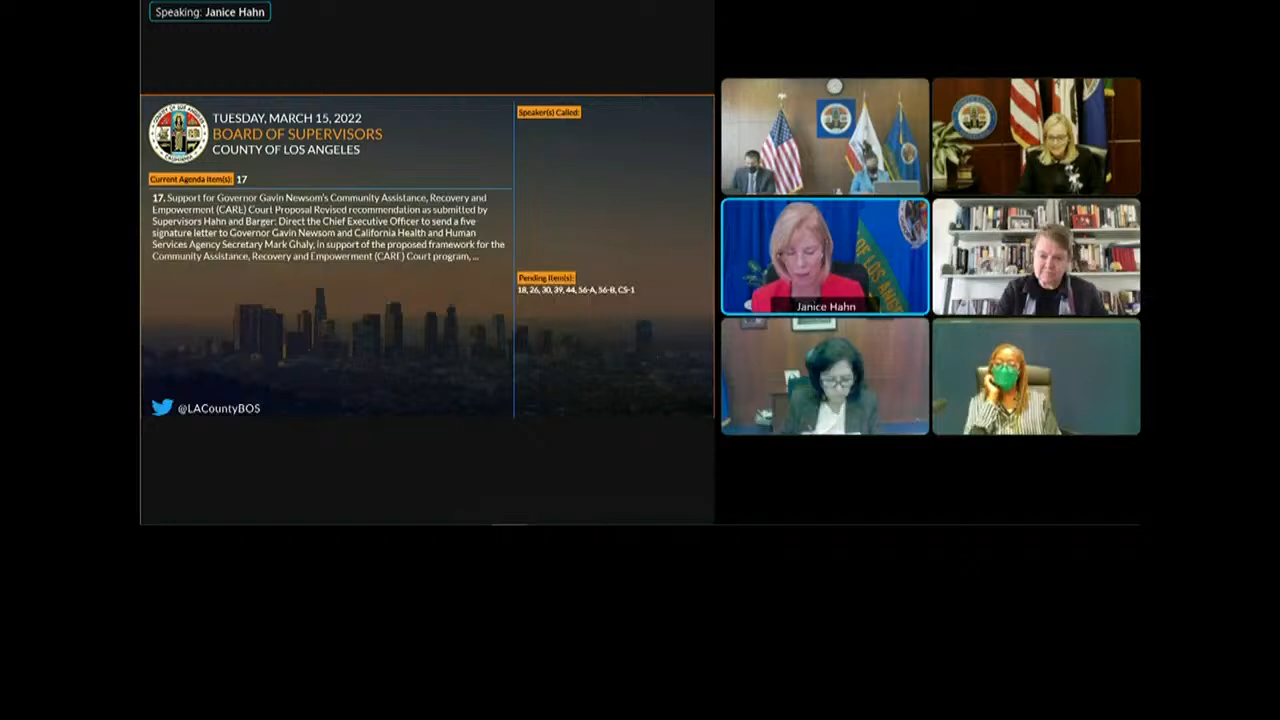 Speaking: Janice Hahn
TUESDAY, MARCH 15, 2022
BOARD OF SUPERVISORS
COUNTY OF LOS ANGELES
Current Agenda Item(s): 17
17. Support for Governor Gavin Newsom's Community Assistance, Recovery and
Empowerment (CARE) Court Proposal Revised recommendation as submitted by
Supervisors Hahn and Barger: Direct the Chief Executive Officer to send a five
signature letter to Governor Gavin Newsom and California Health and Human
Services Agency Secretary Mark Ghaly, in support of the proposed framework for the
Community Assistance, Recovery and Empowerment (CARE) Court program, ...
@LACountyBOS
Speaker(s) Called:
Pending Item(s):
18, 26, 30, 39, 44, 56-A, 56-B, CS-1
Janice Hahn